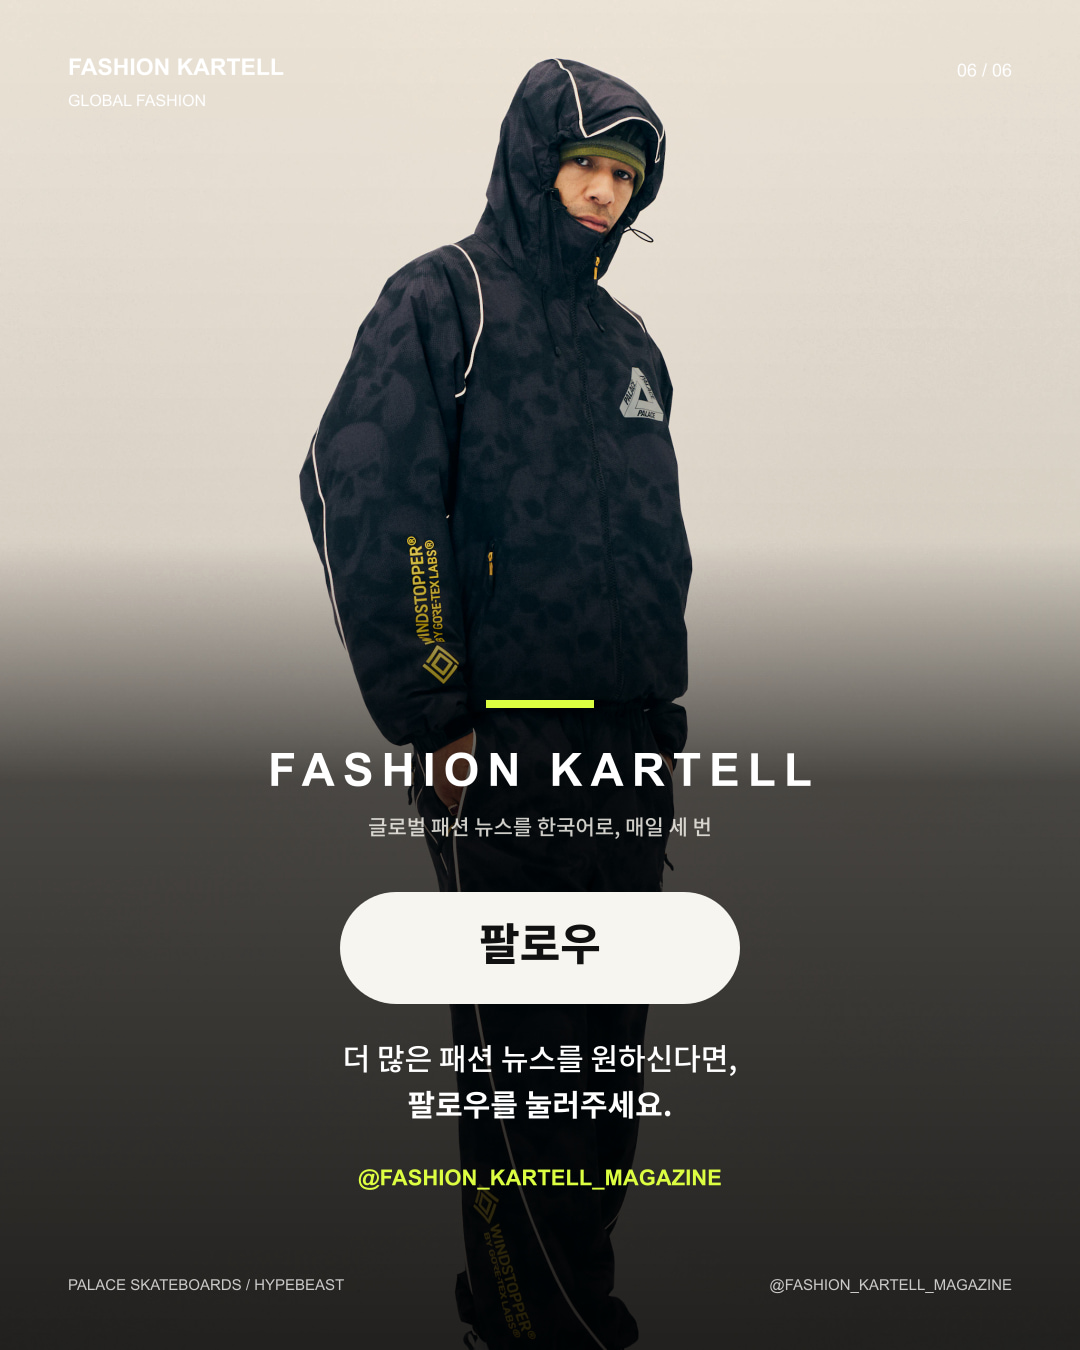 FASHION KARTELL
GLOBAL FASHION
06 / 06
PALACE
PALACE
PALACE
WINDSTOPPER®
BY GORE-TEX LABS®
FASHION KARTELL
글로벌 패션 뉴스를 한국어로, 매일 세 번
팔로우
더 많은 패션 뉴스를 원하신다면,
팔로우를 눌러주세요.
@FASHION_KARTELL_MAGAZINE
WINDSTOPPER®
BY GORE-TEX LABS®
PALACE SKATEBOARDS / HYPEBEAST
@FASHION_KARTELL_MAGAZINE